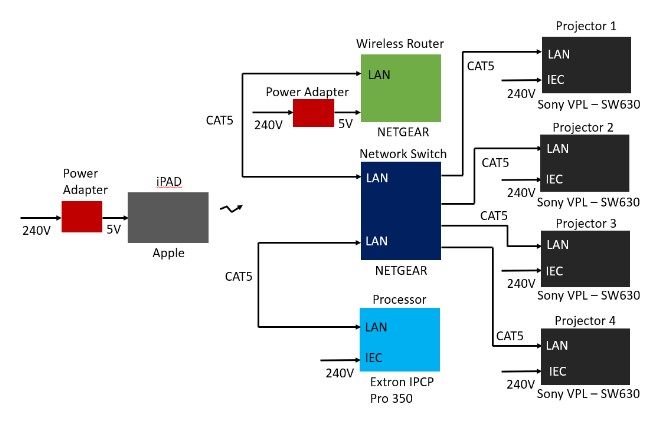 Power
Adapter
240V
5V
iPAD
Apple
Wireless Router
LAN
Power Adapter
240V
5V
CAT5
NETGEAR
Network Switch
LAN
LAN
NETGEAR
CAT5
Processor
LAN
IEC
240V
Extron IPCP
Pro 350
Projector 1
LAN
CAT5
IEC
240V
Sony VPL – SW630
Projector 2
LAN
CAT5
IEC
240V
Sony VPL – SW630
CAT5
Projector 3
LAN
IEC
240V
Sony VPL – SW630
Projector 4
CAT5
LAN
IEC
240V
Sony VPL – SW630